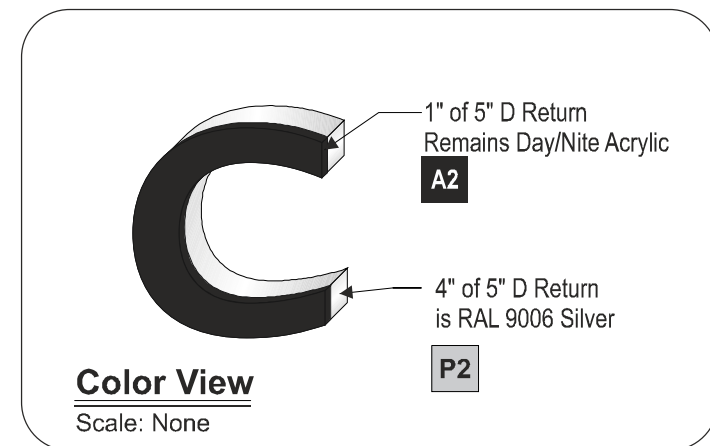 1" of 5" D Return
Remains Day/Nite Acrylic
A2
4" of 5" D Return
is RAL 9006 Silver
P2
Color View
Scale: None